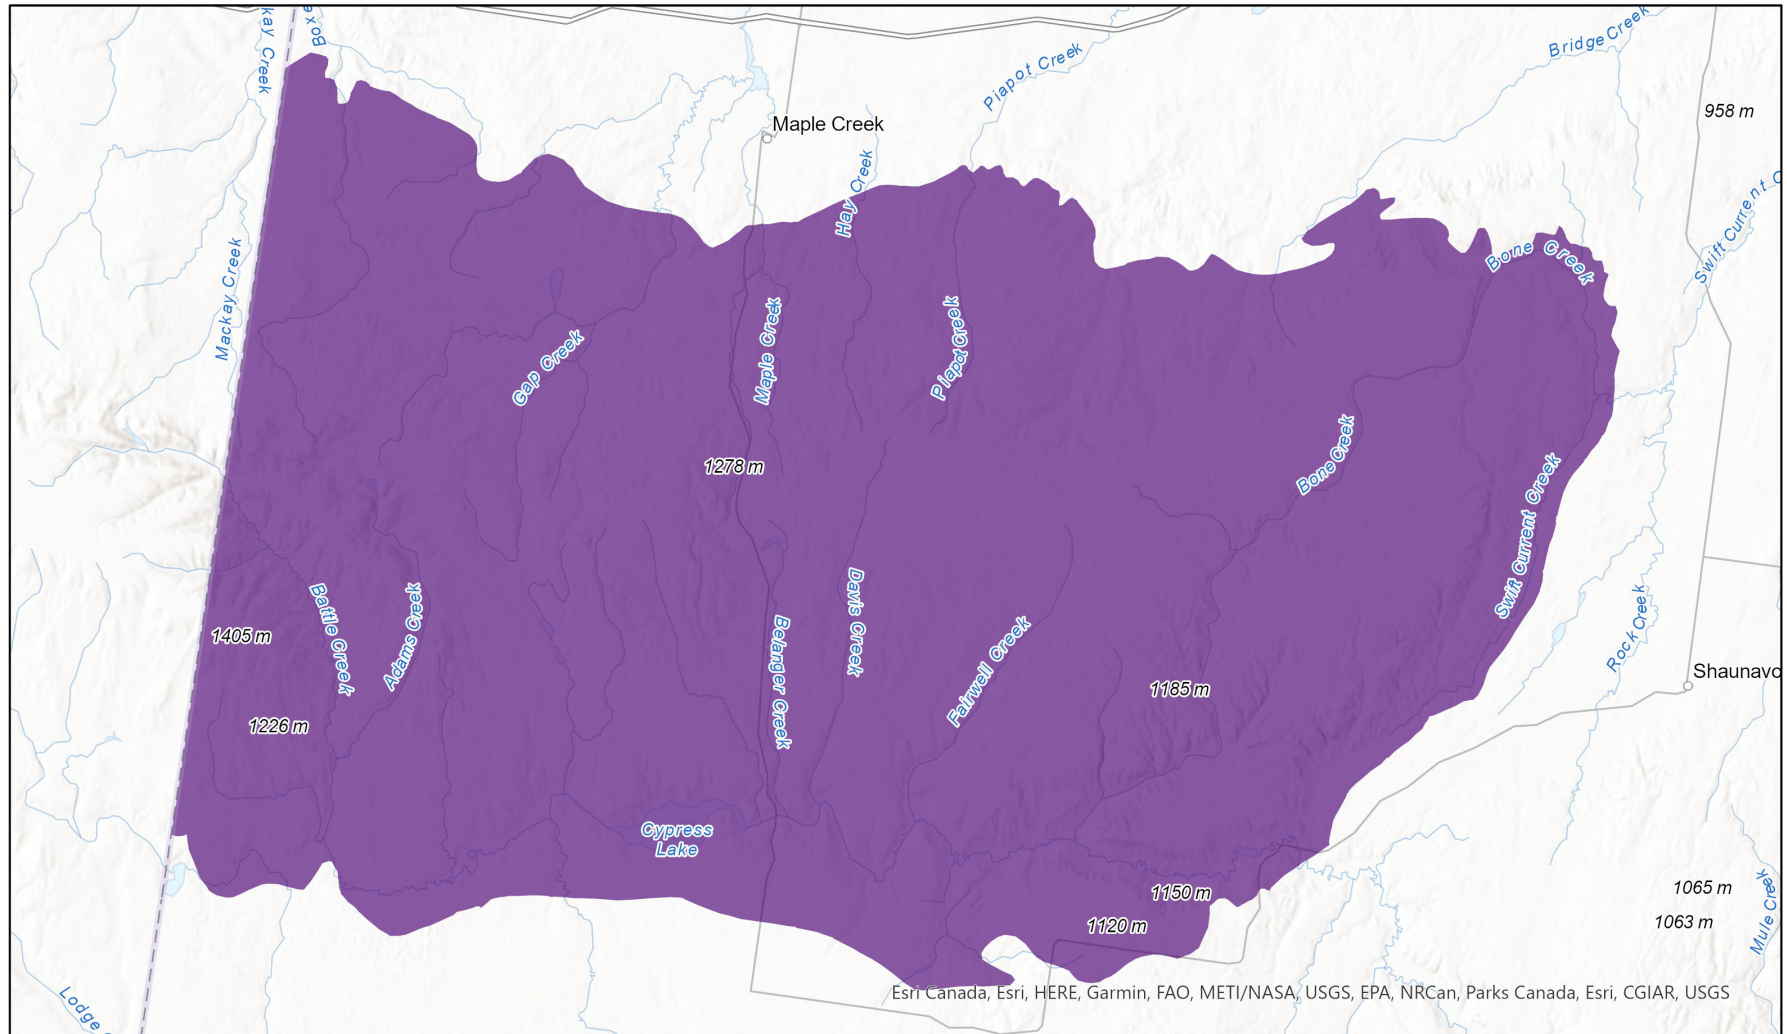 kay Creek
Boxe
Piapot Creek
Bridge Creek
958 m
Maple Creek
Hay Creek
Swift Current C
Mackay Creek
Bone Creek
Gap Creek
Maple Creek
Piapot Creek
1278 m
Bone Creek
Swift Current Creek
Battle Creek
Adams Creek
Belanger Creek
Davis Creek
Fairwell Creek
Rock Creek
1405 m
1226 m
1185 m
Shaunavo
Cypress
Lake
1150 m
1120 m
1065 m
1063 m
Mule Creek
Lodge
Esri Canada, Esri, HERE, Garmin, FAO, METI/NASA, USGS, EPA, NRCan, Parks Canada, Esri, CGIAR, USGS